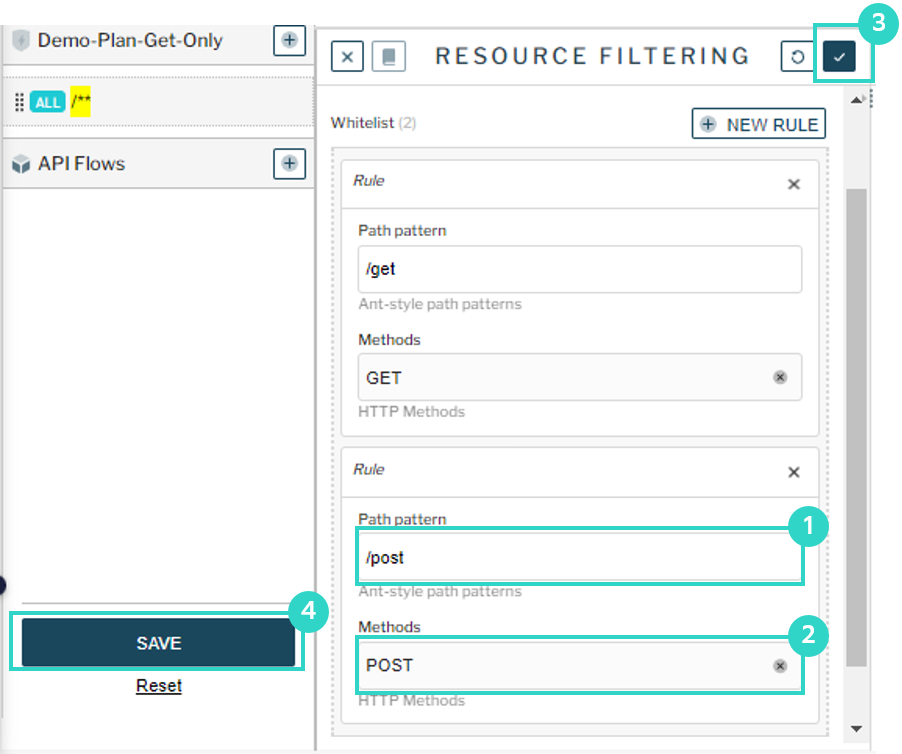 Demo-Plan-Get-Only
ALL /**
API Flows
SAVE
4
Reset
RESOURCE FILTERING
3
Whitelist (2)
NEW RULE
Rule
Path pattern
/get
Ant-style path patterns
Methods
GET
HTTP Methods
Rule
Path pattern
1
/post
Ant-style path patterns
Methods
2
POST
HTTP Methods